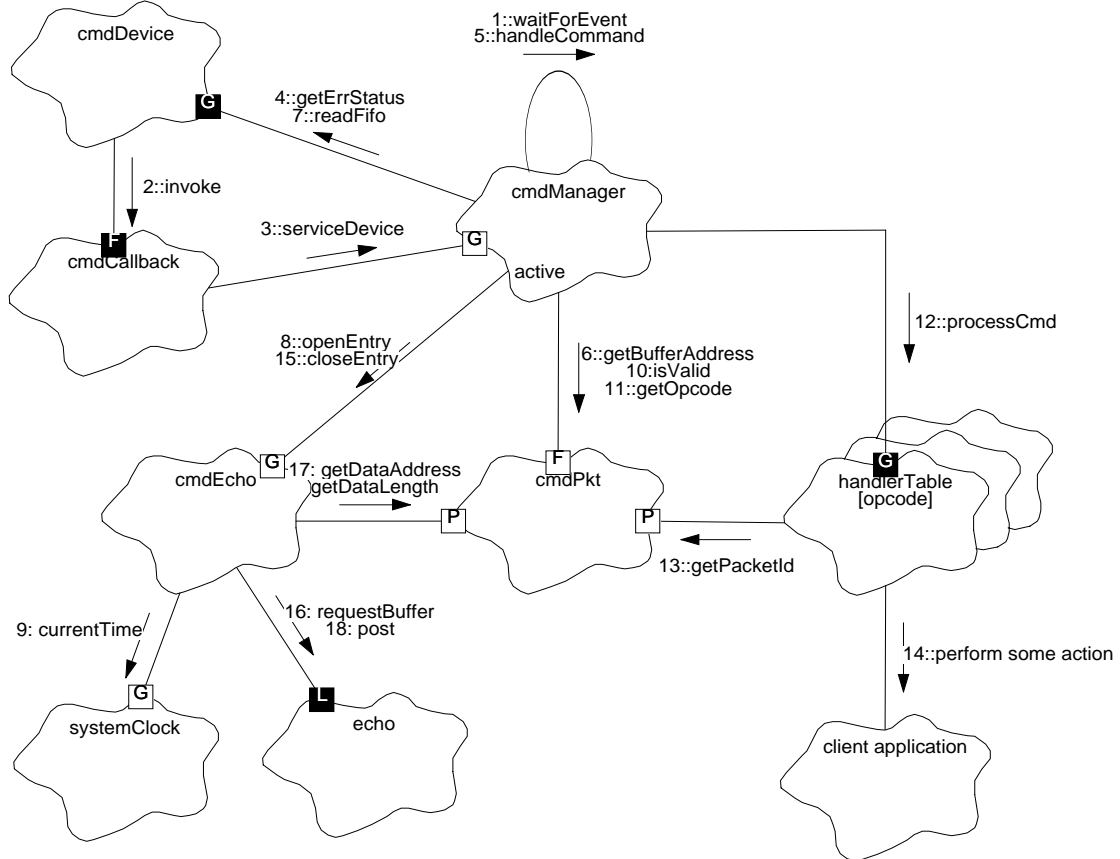 1::waitForEvent
5::handleCommand
cmdDevice
G
4::getErrStatus
7::readFifo
2::invoke
cmdManager
3::serviceDevice
G
F
cmdCallback
active
12::processCmd
8::openEntry
15::closeEntry
6::getBufferAddress
10:isValid
11::getOpcode
G
cmdEcho
17: getDataAddress
getDataLength
F
cmdPkt
G
handlerTable
[opcode]
P
P
13::getPacketId
9: currentTime
16: requestBuffer
18: post
14::perform some action
G
systemClock
L
echo
client application